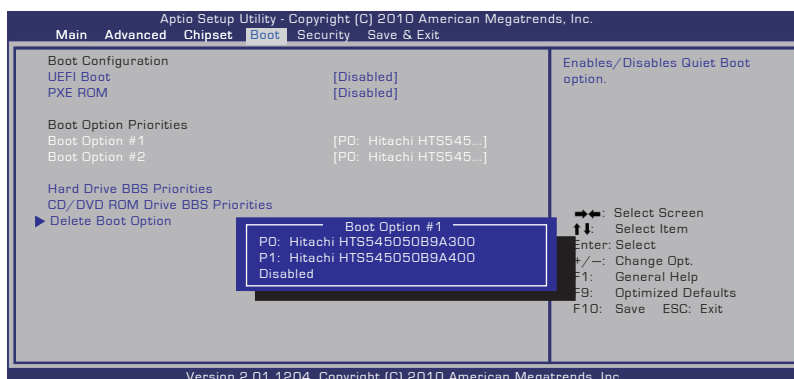 Aptio Setup Utility - Copyright (C) 2010 American Megatrends, Inc.
Main Advanced Chipset Boot Security Save & Exit
Boot Configuration
UEFI Boot [Disabled]
PXE ROM [Disabled]
Boot Option Priorities
Boot Option #1 [P0: Hitachi HTS545...]
Boot Option #2 [P0: Hitachi HTS545...]
Hard Drive BBS Priorities
CD/DVD ROM Drive BBS Priorities
Delete Boot Option
Boot Option #1
P0: Hitachi HTS545050B9A300
P1: Hitachi HTS545050B9A400
Disabled
Enables/Disables Quiet Boot
option.
→←: Select Screen
↑↓: Select Item
Enter: Select
+/—: Change Opt.
F1: General Help
F9: Optimized Defaults
F10: Save ESC: Exit
Version 2.01.1204. Copyright (C) 2010 American Megatrends, Inc.